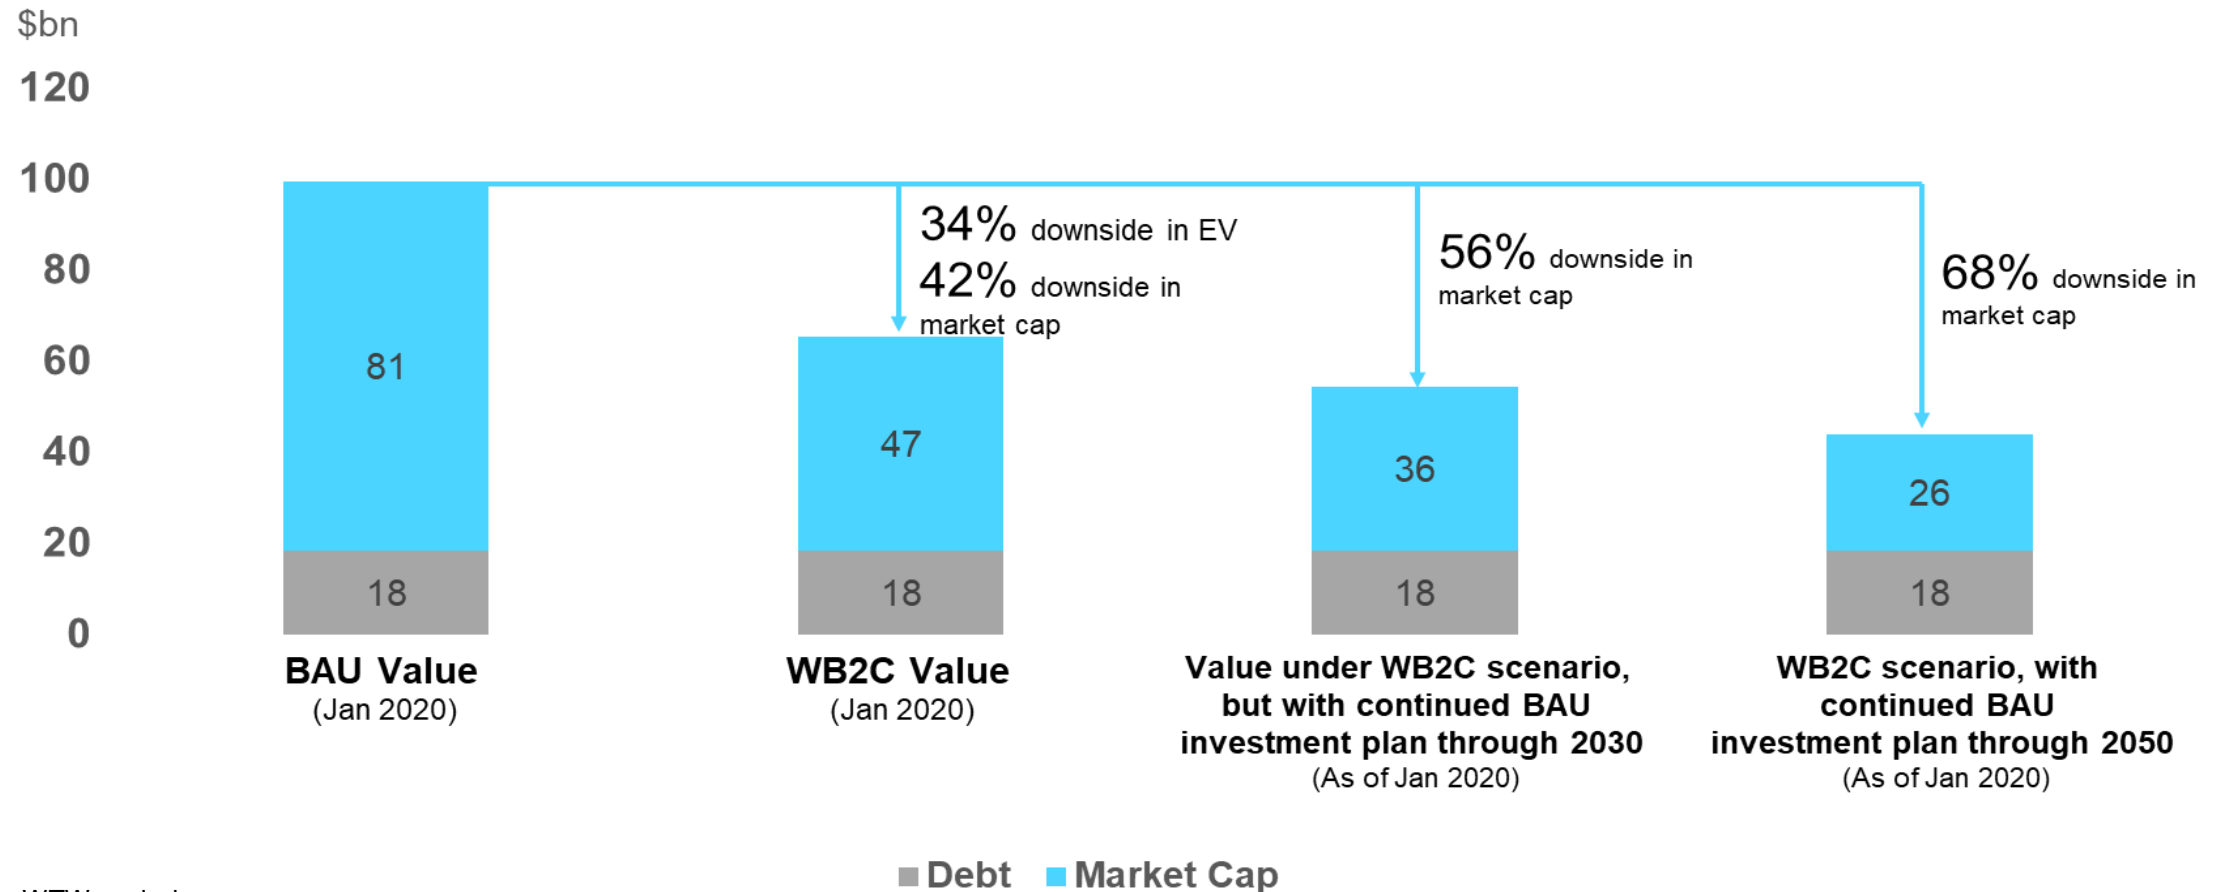 $bn
120
100
80
60
40
20
0
34% downside in EV
42% downside in
market cap
56% downside in
market cap
68% downside in
market cap
81
47
36
26
18
18
18
18
BAU Value
(Jan 2020)
WB2C Value
(Jan 2020)
Value under WB2C scenario,
but with continued BAU
investment plan through 2030
(As of Jan 2020)
WB2C scenario, with
continued BAU
investment plan through 2050
(As of Jan 2020)
Debt
Market Cap